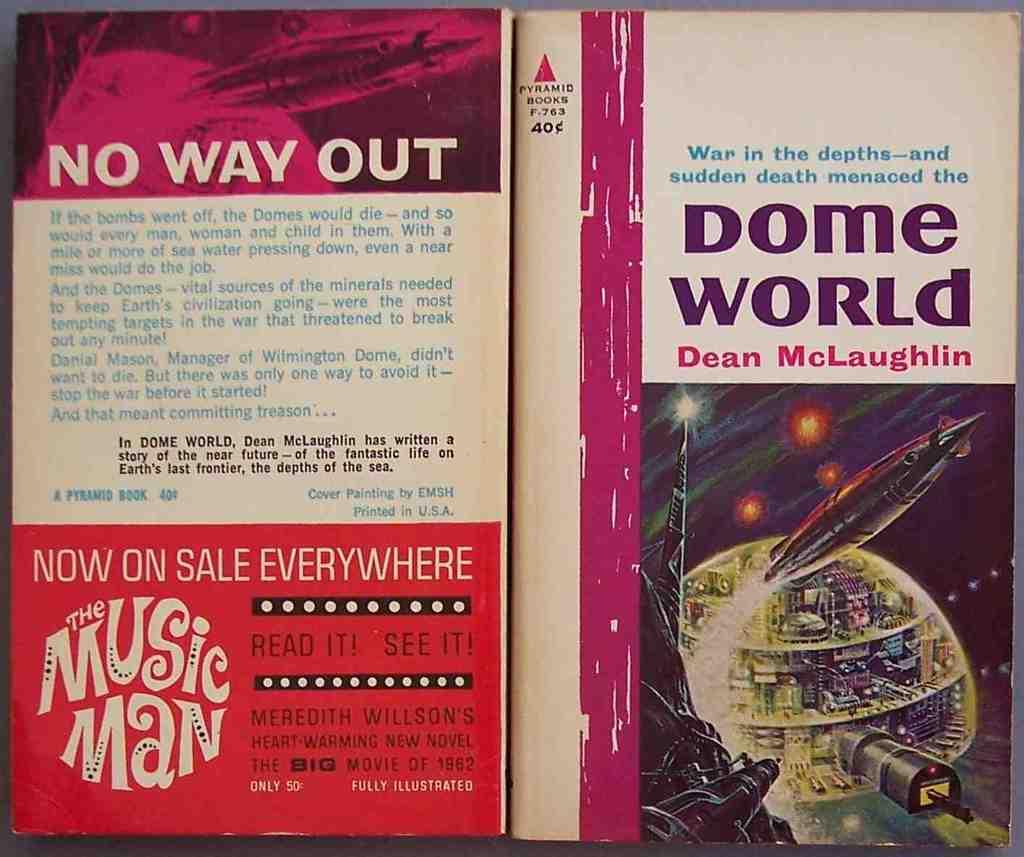 NO WAY OUT
If the bombs went off, the Domes would die — and so
would every man, woman and child in them. With a
mile or more of sea water pressing down, even a near
miss would do the job.
And the Domes — vital sources of the minerals needed
to keep Earth's civilization going — were the most
tempting targets in the war that threatened to break
out any minute!
Danial Mason, Manager of Wilmington Dome, didn't
want to die. But there was only one way to avoid it —
stop the war before it started!
And that meant committing treason ...
In DOME WORLD, Dean McLaughlin has written a
story of the near future — of the fantastic life on
Earth's last frontier, the depths of the sea.
A PYRAMID BOOK 40¢
Cover Painting by EMSH
Printed in U.S.A.
NOW ON SALE EVERYWHERE
THE
MUSIC
MAN
READ IT! SEE IT!
MEREDITH WILLSON'S
HEART-WARMING NEW NOVEL
THE BIG MOVIE OF 1962
ONLY 50¢ FULLY ILLUSTRATED
PYRAMID
BOOKS
F-763
40¢
War in the depths—and
sudden death menaced the
DOME
WORLD
Dean McLaughlin